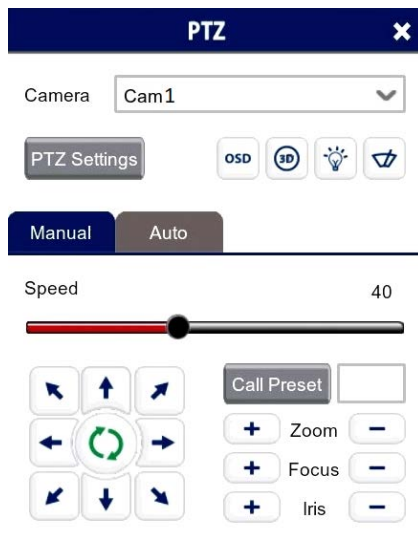 PTZ
Camera Cam1
PTZ Settings OSD 3D
Manual Auto
Speed 40
Call Preset
+ Zoom −
+ Focus −
+ Iris −